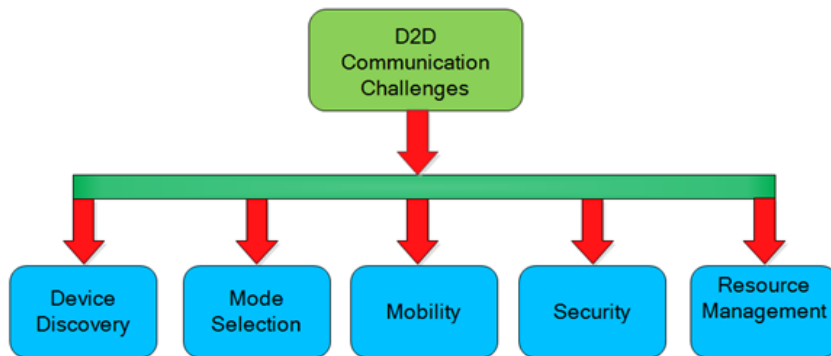 D2D
Communication
Challenges
Device
Discovery
Mode
Selection
Mobility
Security
Resource
Management